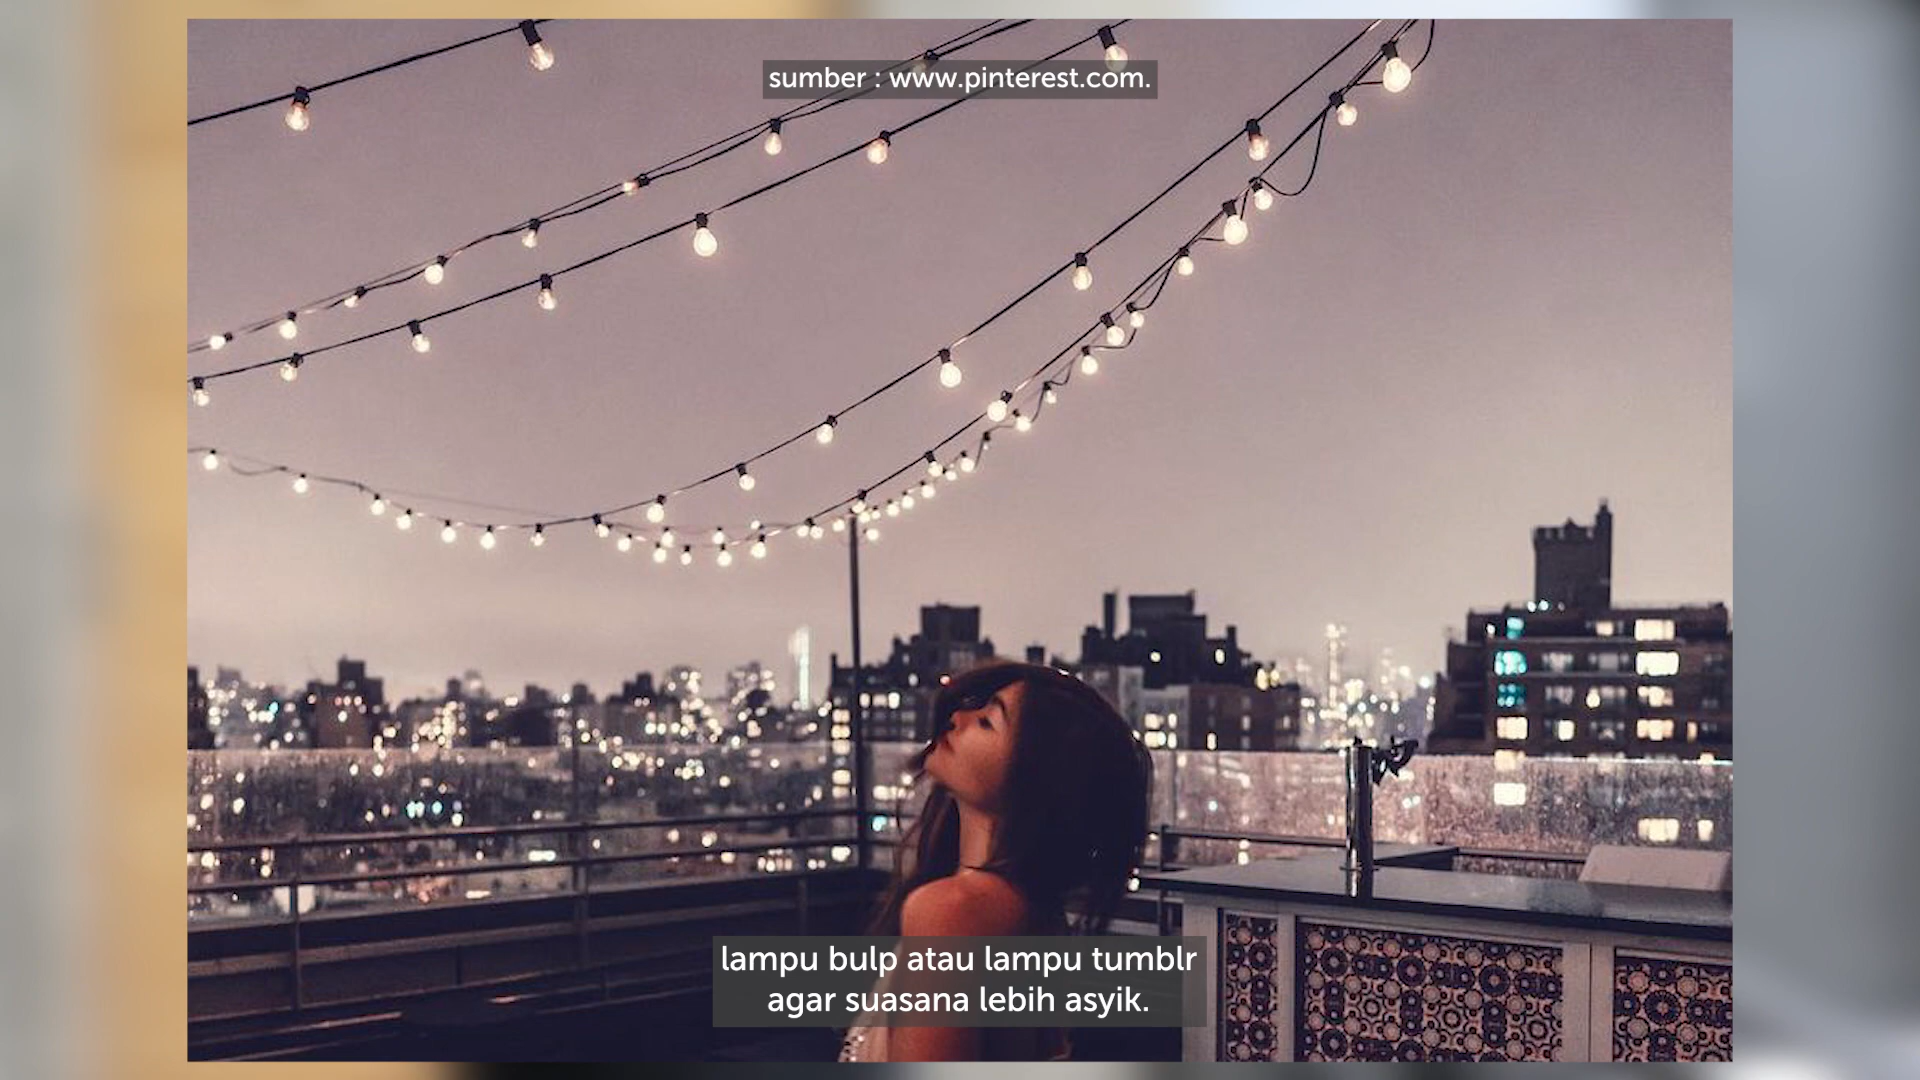 sumber : www.pinterest.com.
lampu bulp atau lampu tumblr
agar suasana lebih asyik.